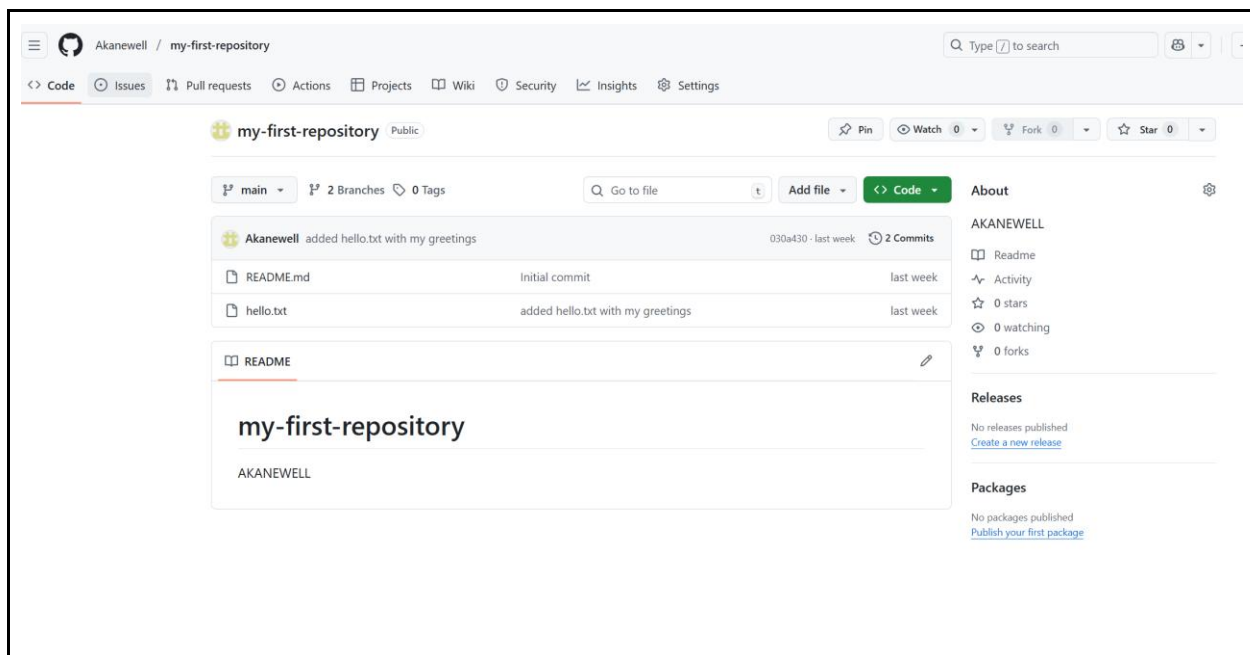 Akanewell / my-first-repository
Type / to search
<> Code Issues Pull requests Actions Projects Wiki Security Insights Settings
my-first-repository Public
Pin Watch 0 Fork 0 Star 0
main 2 Branches 0 Tags
Go to file t
Add file <> Code
Akanewell added hello.txt with my greetings 030a430 · last week 2 Commits
README.md Initial commit last week
hello.txt added hello.txt with my greetings last week
README
my-first-repository
AKANEWELL
About
AKANEWELL
Readme
Activity
0 stars
0 watching
0 forks
Releases
No releases published
Create a new release
Packages
No packages published
Publish your first package